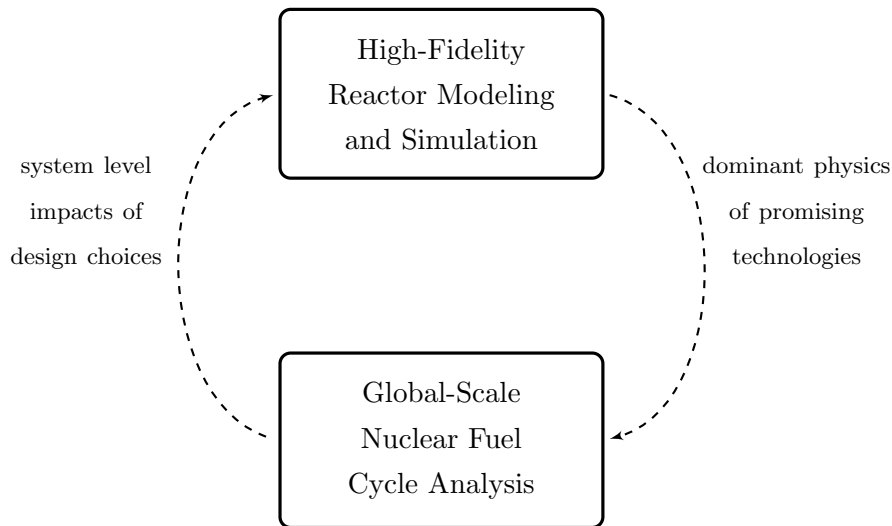 High-Fidelity
Reactor Modeling
and Simulation
system level
impacts of
design choices
dominant physics
of promising
technologies
Global-Scale
Nuclear Fuel
Cycle Analysis